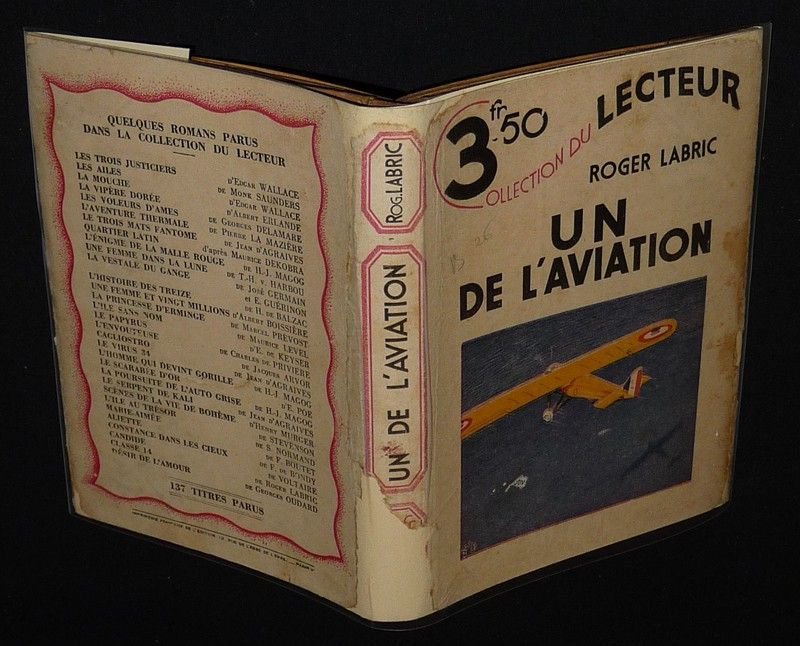 QUELQUES ROMANS PARUS
DANS LA COLLECTION DU LECTEUR
LES TROIS JUSTICIERS d'EDGAR WALLACE
LES AILES de MONK SAUNDERS
LA MOUCHE d'EDGAR WALLACE
LA VIPÈRE DORÉE d'ALBERT ERLANDE
LES VOLEURS D'AMES de GEORGES DELAMARE
L'AVENTURE THERMALE de PIERRE LA MAZIÈRE
LE TROIS MATS FANTOME de JEAN D'AGRAIVES
QUARTIER LATIN d'après MAURICE DEKOBRA
L'ÉNIGME DE LA MALLE ROUGE de H.-J. MAGOG
UNE FEMME DANS LA LUNE de T.-H. v. HARBOU
LA VESTALE DU GANGE de JOSÉ GERMAIN
et E. GUÉRINON
L'HISTOIRE DES TREIZE de H. DE BALZAC
UNE FEMME ET VINGT MILLIONS d'ALBERT BOISSIÈRE
LA PRINCESSE D'ERMINGE de MARCEL PREVOST
L'ILE SANS NOM de MAURICE LEVEL
LE PAPYRUS d'E. DE KEYSER
L'ENVOUTEUSE de CHARLES DE PRIVIÈRE
CAGLIOSTRO de JACQUES ARVOR
LE VIRUS 34 de JEAN D'AGRAIVES
L'HOMME QUI DEVINT GORILLE de H.-J MAGOG
LE SCARABÉE D'OR d'E. POE
LA POURSUITE DE L'AUTO GRISE de H.-J. MAGOG
LE SERPENT DE KALI de JEAN D'AGRAIVES
SCÈNES DE LA VIE DE BOHÈME d'HENRY MURGER
L'ILE AU TRÉSOR de STEVENSON
MARIE-AIMÉE de S. NORMAND
ALIETTE de F. BOUTET
CONSTANCE DANS LES CIEUX de F. DE BONDY
CANDIDE de VOLTAIRE
CLASSE 14 de ROGER LABRIC
DÉSIR DE L'AMOUR de GEORGES OUDARD
137 TITRES PARUS
ROG. LABRIC
UN DE L'AVIATION
3 fr. 50
COLLECTION DU LECTEUR
ROGER LABRIC
UN
DE L'AVIATION